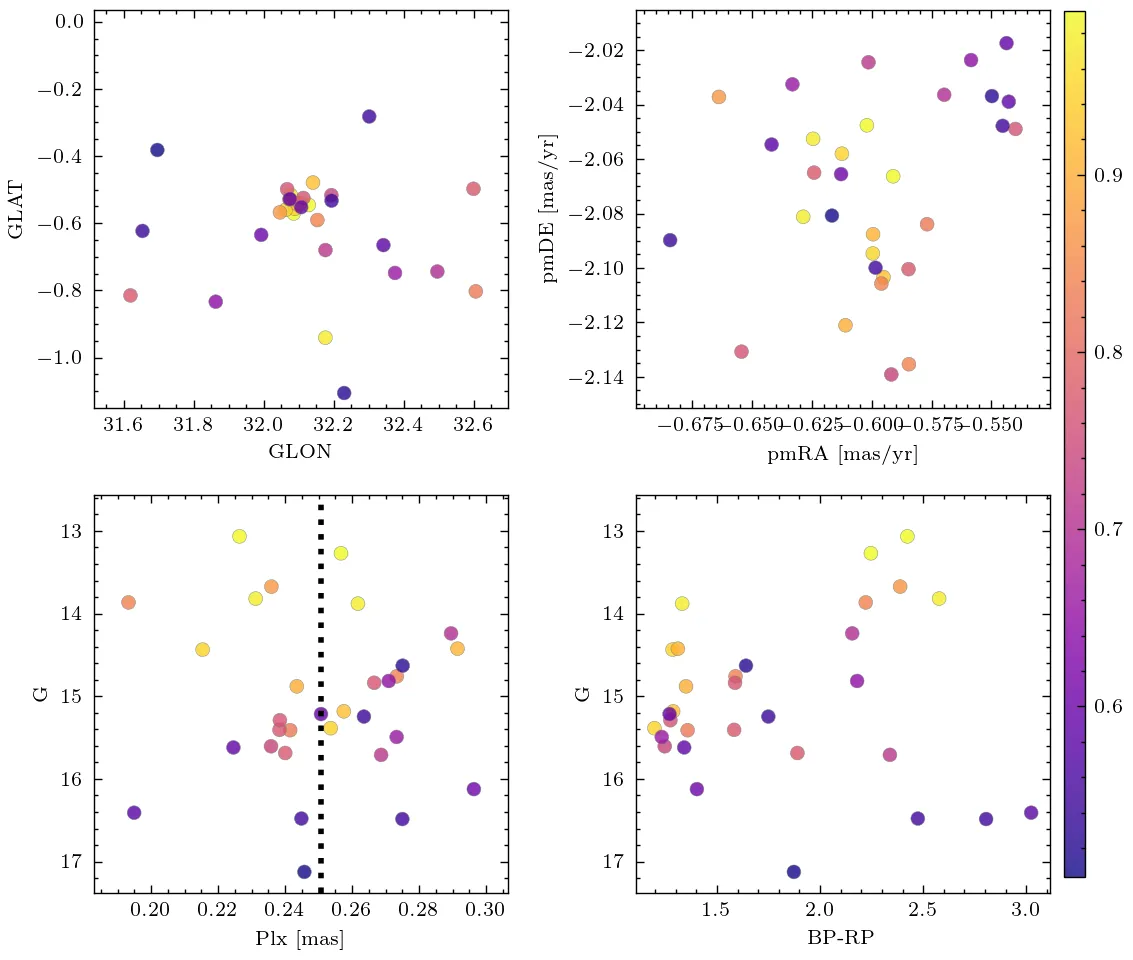 0.0
−0.2
−0.4
−0.6
−0.8
−1.0
GLAT
31.6 31.8 32.0 32.2 32.4 32.6
GLON
−2.02
−2.04
−2.06
−2.08
−2.10
−2.12
−2.14
pmDE [mas/yr]
−0.675 −0.650 −0.625 −0.600 −0.575 −0.550
pmRA [mas/yr]
0.9
0.8
0.7
0.6
13
14
15
16
17
G
0.20 0.22 0.24 0.26 0.28 0.30
Plx [mas]
13
14
15
16
17
G
1.5 2.0 2.5 3.0
BP-RP